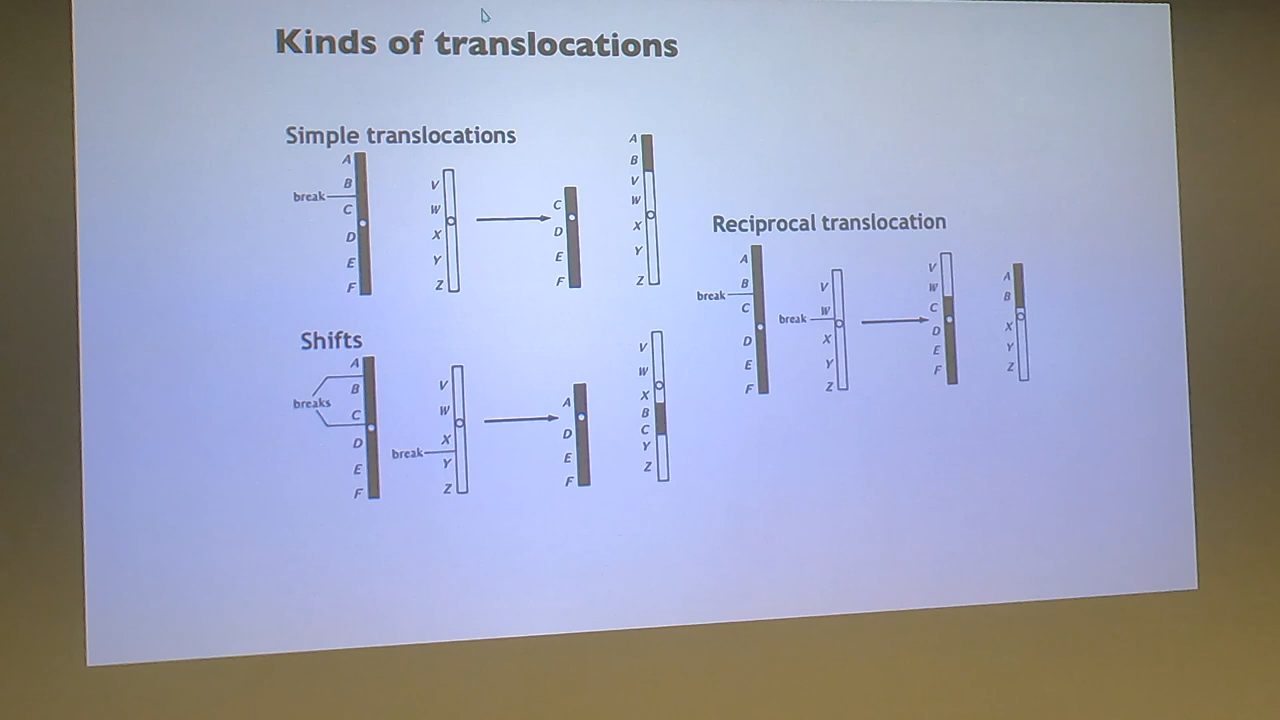 Kinds of translocations
Simple translocations
A
B
break
C
D
E
F
V
W
X
Y
Z
C
D
E
F
A
B
V
W
X
Y
Z
Reciprocal translocation
A
B
break
C
D
E
F
V
W
break
X
Y
Z
V
W
C
D
E
F
A
B
X
Y
Z
Shifts
A
B
breaks
C
D
E
F
V
W
X
break
Y
Z
A
D
E
F
V
W
X
B
C
Y
Z